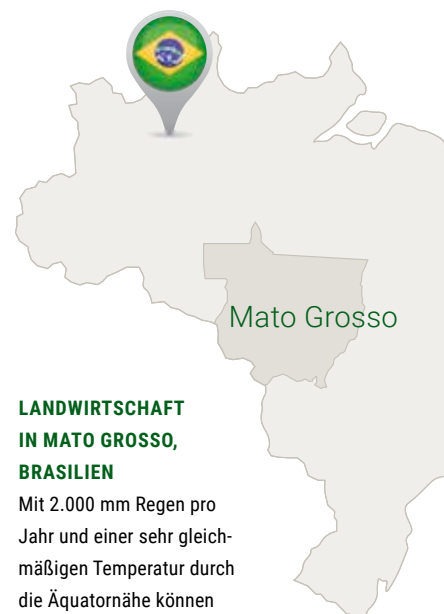 Mato Grosso
LANDWIRTSCHAFT
IN MATO GROSSO,
BRASILIEN
Mit 2.000 mm Regen pro
Jahr und einer sehr gleich-
mäßigen Temperatur durch
die Äquatornähe können